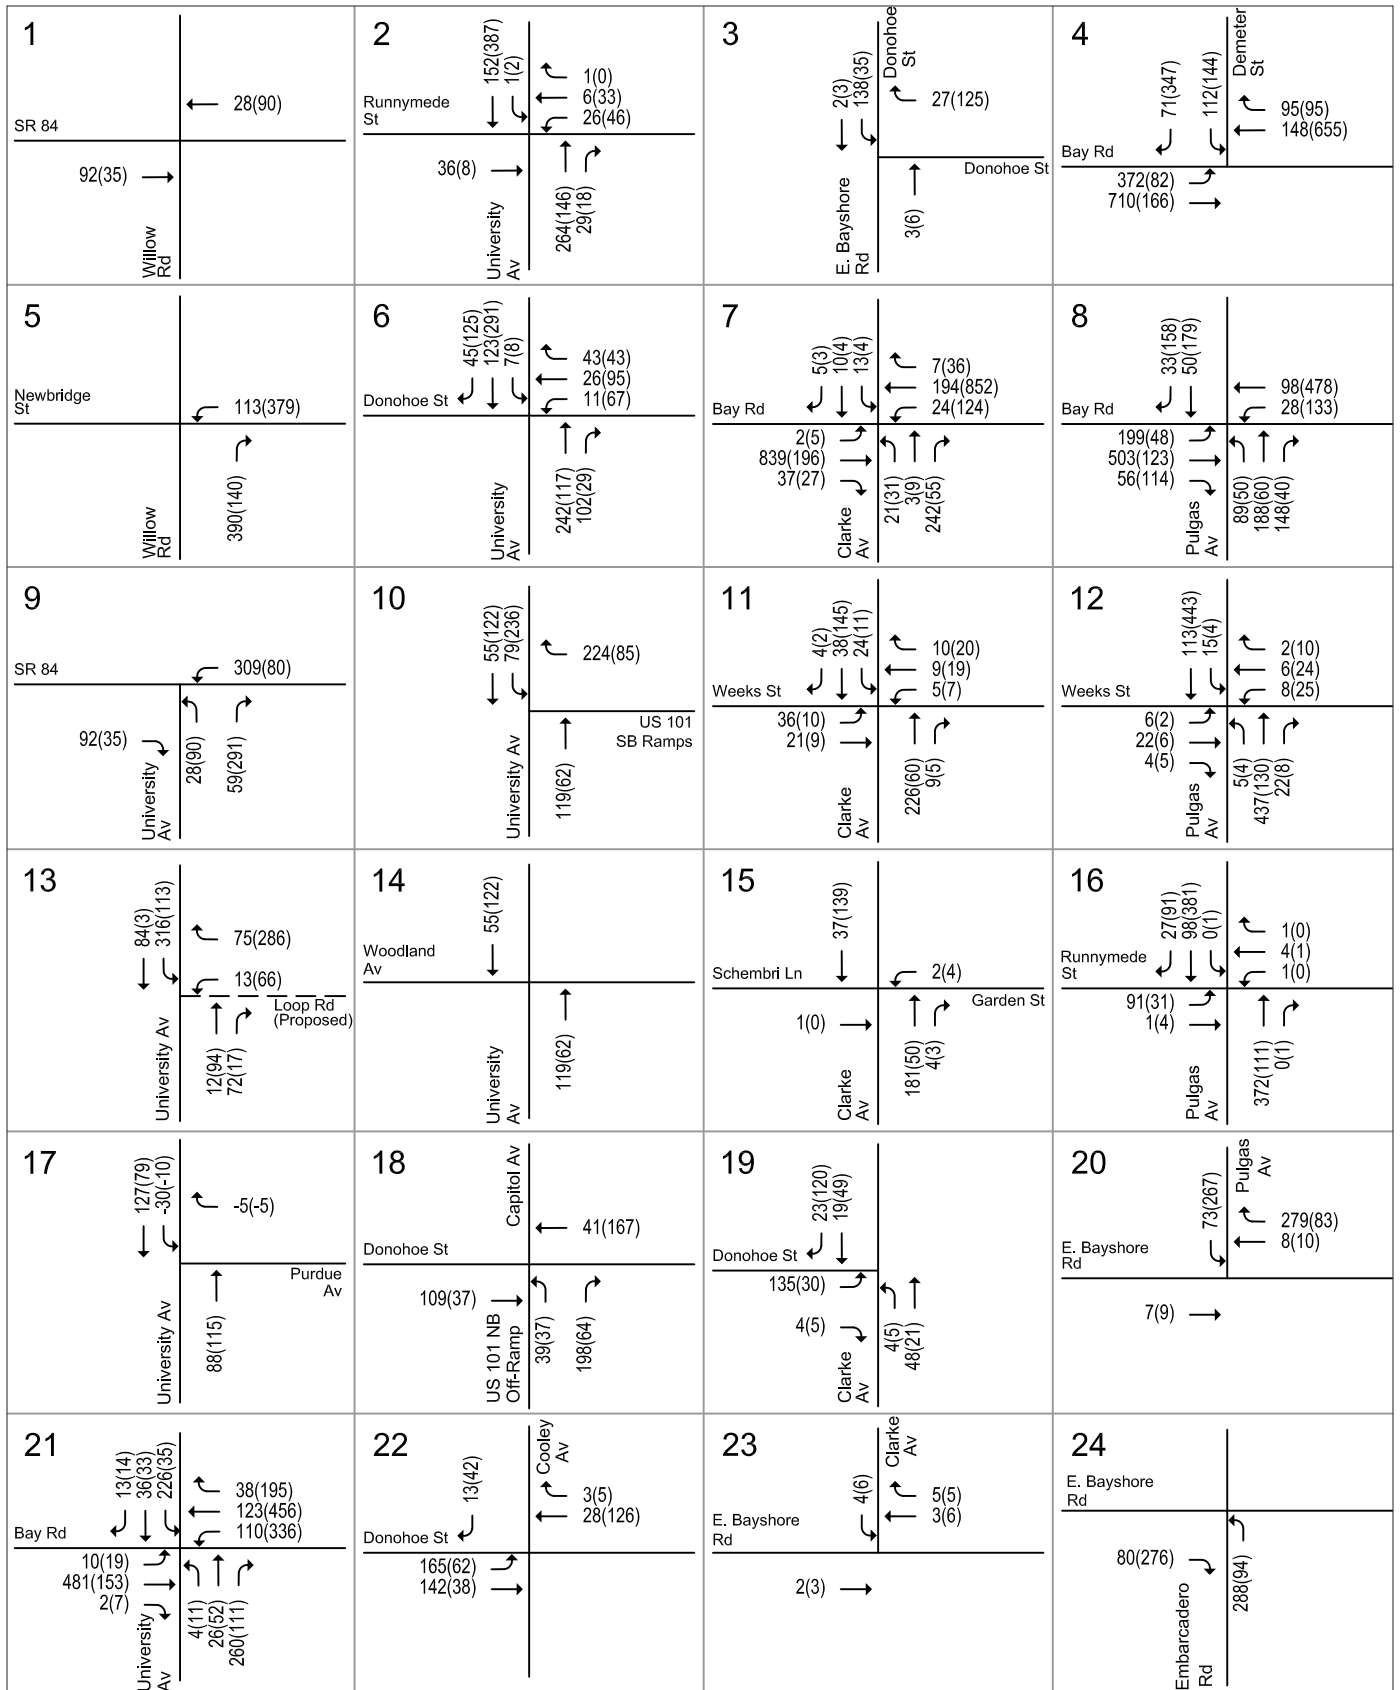 1
28(90)
SR 84
92(35)
Willow
Rd
2
152(387)
1(2)
1(0)
6(33)
26(46)
Runnymede
St
36(8)
264(146)
29(18)
University
Av
3
2(3)
138(35)
Donohoe
St
27(125)
Donohoe St
3(6)
E. Bayshore
Rd
4
71(347)
112(144)
Demeter
St
95(95)
148(655)
Bay Rd
372(82)
710(166)
5
Newbridge
St
113(379)
390(140)
Willow
Rd
6
45(125)
123(291)
7(8)
43(43)
26(95)
11(67)
Donohoe St
242(117)
102(29)
University
Av
7
5(3)
10(4)
13(4)
7(36)
194(852)
24(124)
Bay Rd
2(5)
839(196)
37(27)
21(31)
3(9)
242(55)
Clarke
Av
8
33(158)
50(179)
98(478)
28(133)
Bay Rd
199(48)
503(123)
56(114)
89(50)
188(60)
148(40)
Pulgas
Av
9
SR 84
309(80)
92(35)
28(90)
59(291)
University
Av
10
55(122)
79(236)
224(85)
US 101
SB Ramps
119(62)
University Av
11
4(2)
38(145)
24(11)
10(20)
9(19)
5(7)
Weeks St
36(10)
21(9)
226(60)
9(5)
Clarke
Av
12
113(443)
15(4)
2(10)
6(24)
8(25)
Weeks St
6(2)
22(6)
4(5)
5(4)
437(130)
22(8)
Pulgas
Av
13
84(3)
316(113)
75(286)
13(66)
Loop Rd
(Proposed)
12(94)
72(17)
University Av
14
55(122)
Woodland
Av
119(62)
University
Av
15
37(139)
Schembri Ln
2(4)
Garden St
1(0)
181(50)
4(3)
Clarke
Av
16
27(91)
98(381)
0(1)
1(0)
4(1)
1(0)
Runnymede
St
91(31)
1(4)
372(111)
0(1)
Pulgas
Av
17
127(79)
-30(-10)
-5(-5)
Purdue
Av
88(115)
University Av
18
Capitol Av
41(167)
Donohoe St
109(37)
39(37)
198(64)
US 101 NB
Off-Ramp
19
23(120)
19(49)
Donohoe St
135(30)
4(5)
4(5)
48(21)
Clarke
Av
20
73(267)
Pulgas
Av
279(83)
8(10)
E. Bayshore
Rd
7(9)
21
13(14)
36(33)
226(35)
38(195)
123(456)
110(336)
Bay Rd
10(19)
481(153)
2(7)
4(11)
26(52)
260(111)
University
Av
22
13(42)
Cooley
Av
3(5)
28(126)
Donohoe St
165(62)
142(38)
23
4(6)
Clarke
Av
5(5)
3(6)
E. Bayshore
Rd
2(3)
24
E. Bayshore
Rd
80(276)
288(94)
Embarcadero
Rd